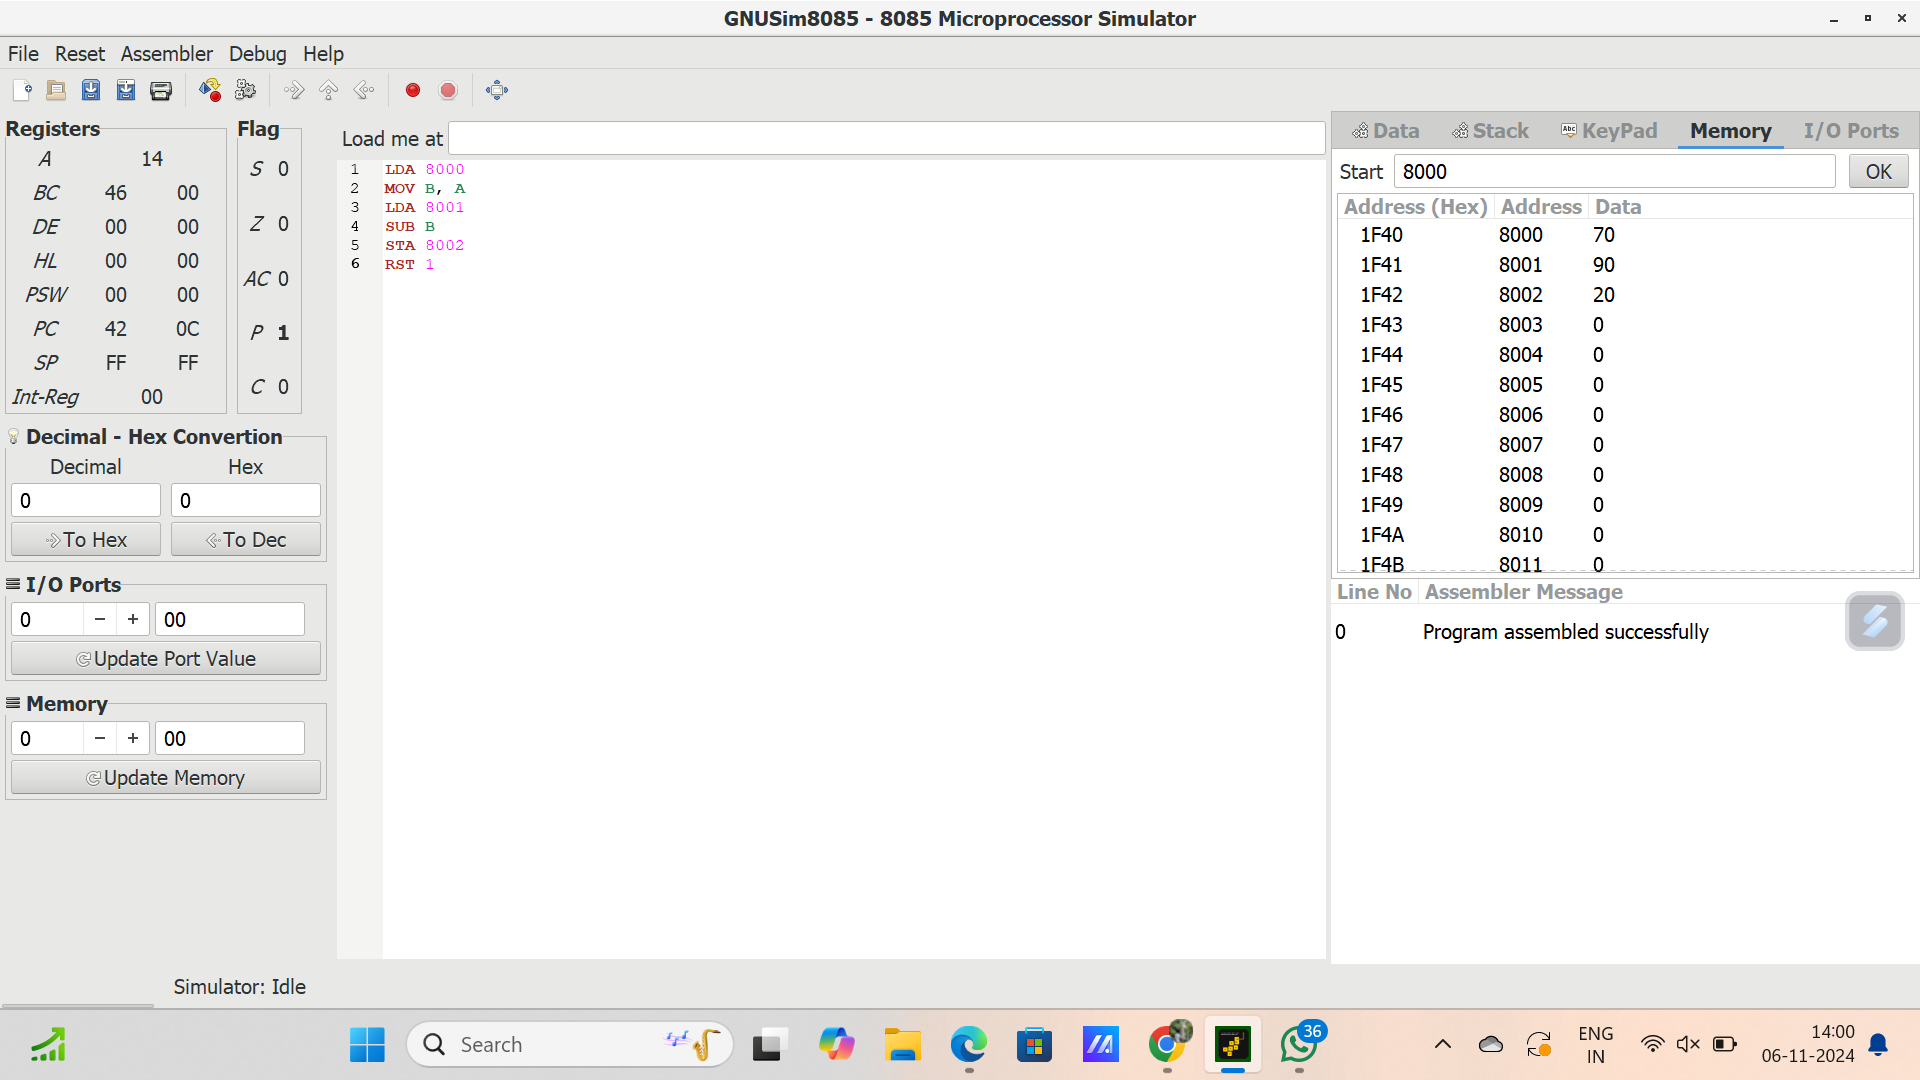 GNUSim8085 - 8085 Microprocessor Simulator
File Reset Assembler Debug Help
Registers
A 14
BC 46 00
DE 00 00
HL 00 00
PSW 00 00
PC 42 0C
SP FF FF
Int-Reg 00
Flag
S 0
Z 0
AC 0
P 1
C 0
Decimal - Hex Convertion
Decimal Hex
0 0
To Hex To Dec
I/O Ports
0 − + 00
Update Port Value
Memory
0 − + 00
Update Memory
Load me at
1 LDA 8000
2 MOV B, A
3 LDA 8001
4 SUB B
5 STA 8002
6 RST 1
Data Stack Abc KeyPad Memory I/O Ports
Start 8000 OK
Address (Hex) Address Data
1F40 8000 70
1F41 8001 90
1F42 8002 20
1F43 8003 0
1F44 8004 0
1F45 8005 0
1F46 8006 0
1F47 8007 0
1F48 8008 0
1F49 8009 0
1F4A 8010 0
1F4B 8011 0
Line No Assembler Message
0 Program assembled successfully
Simulator: Idle
Search
36
ENG
IN
14:00
06-11-2024